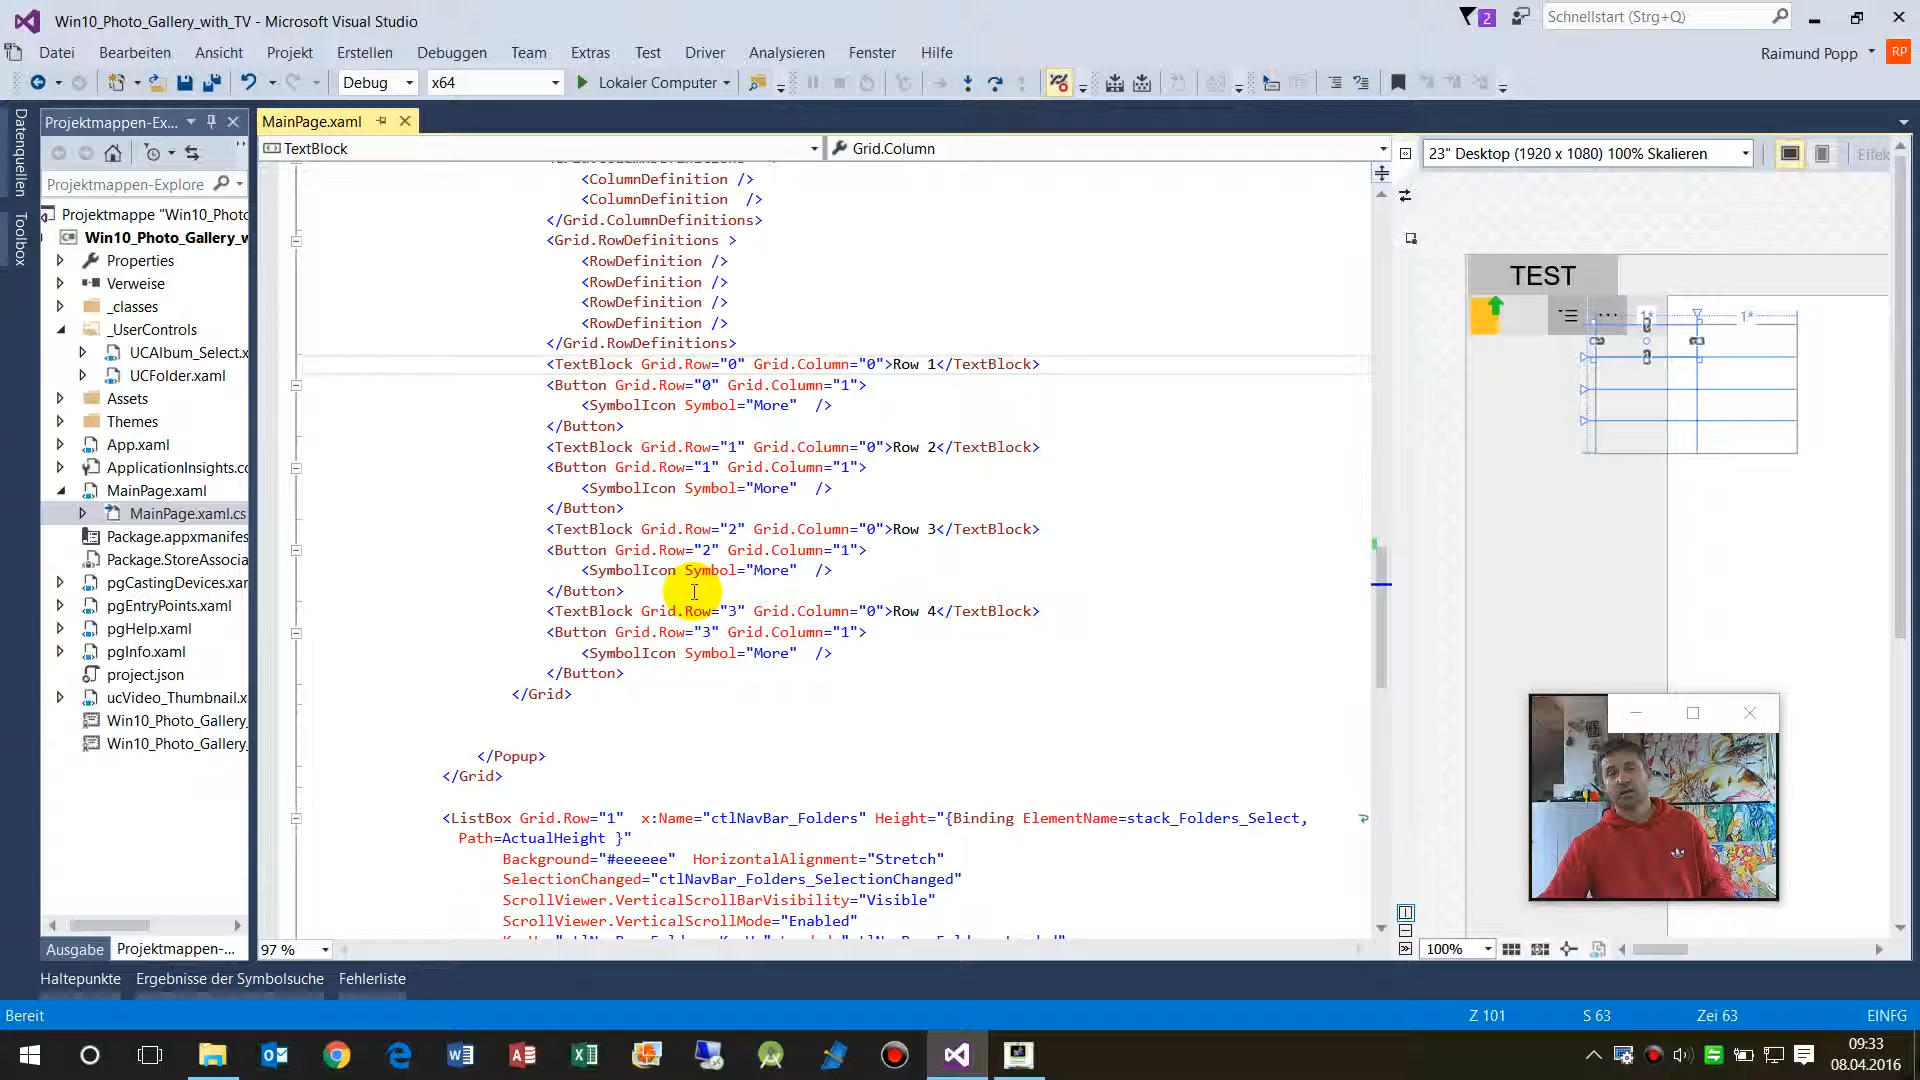 Win10_Photo_Gallery_with_TV - Microsoft Visual Studio
2
Schnellstart (Strg+Q)
Datei Bearbeiten Ansicht Projekt Erstellen Debuggen Team Extras Test Driver Analysieren Fenster Hilfe
Raimund Popp RP
Debug x64 Lokaler Computer
Datenquellen
Toolbox
Projektmappen-Ex...
Projektmappen-Explore
Projektmappe "Win10_Photo
Win10_Photo_Gallery_w
Properties
Verweise
_classes
_UserControls
UCAlbum_Select.x
UCFolder.xaml
Assets
Themes
App.xaml
ApplicationInsights.co
MainPage.xaml
MainPage.xaml.cs
Package.appxmanifes
Package.StoreAssocia
pgCastingDevices.xar
pgEntryPoints.xaml
pgHelp.xaml
pgInfo.xaml
project.json
ucVideo_Thumbnail.x
Win10_Photo_Gallery_
Win10_Photo_Gallery_
Ausgabe Projektmappen-...
MainPage.xaml
TextBlock Grid.Column
<ColumnDefinition />
<ColumnDefinition  />
</Grid.ColumnDefinitions>
<Grid.RowDefinitions >
<RowDefinition />
<RowDefinition />
<RowDefinition />
<RowDefinition />
</Grid.RowDefinitions>
<TextBlock Grid.Row="0" Grid.Column="0">Row 1</TextBlock>
<Button Grid.Row="0" Grid.Column="1">
<SymbolIcon Symbol="More"  />
</Button>
<TextBlock Grid.Row="1" Grid.Column="0">Row 2</TextBlock>
<Button Grid.Row="1" Grid.Column="1">
<SymbolIcon Symbol="More"  />
</Button>
<TextBlock Grid.Row="2" Grid.Column="0">Row 3</TextBlock>
<Button Grid.Row="2" Grid.Column="1">
<SymbolIcon Symbol="More"  />
</Button>
<TextBlock Grid.Row="3" Grid.Column="0">Row 4</TextBlock>
<Button Grid.Row="3" Grid.Column="1">
<SymbolIcon Symbol="More"  />
</Button>
</Grid>
</Popup>
</Grid>
<ListBox Grid.Row="1"  x:Name="ctlNavBar_Folders" Height="{Binding ElementName=stack_Folders_Select,
Path=ActualHeight }"
Background="#eeeeee"  HorizontalAlignment="Stretch"
SelectionChanged="ctlNavBar_Folders_SelectionChanged"
ScrollViewer.VerticalScrollBarVisibility="Visible"
ScrollViewer.VerticalScrollMode="Enabled"
97 %
23" Desktop (1920 x 1080) 100% Skalieren
Effek
TEST
1* 1*
100%
Haltepunkte Ergebnisse der Symbolsuche Fehlerliste
Bereit Z 101 S 63 Zei 63 EINFG
09:33
08.04.2016